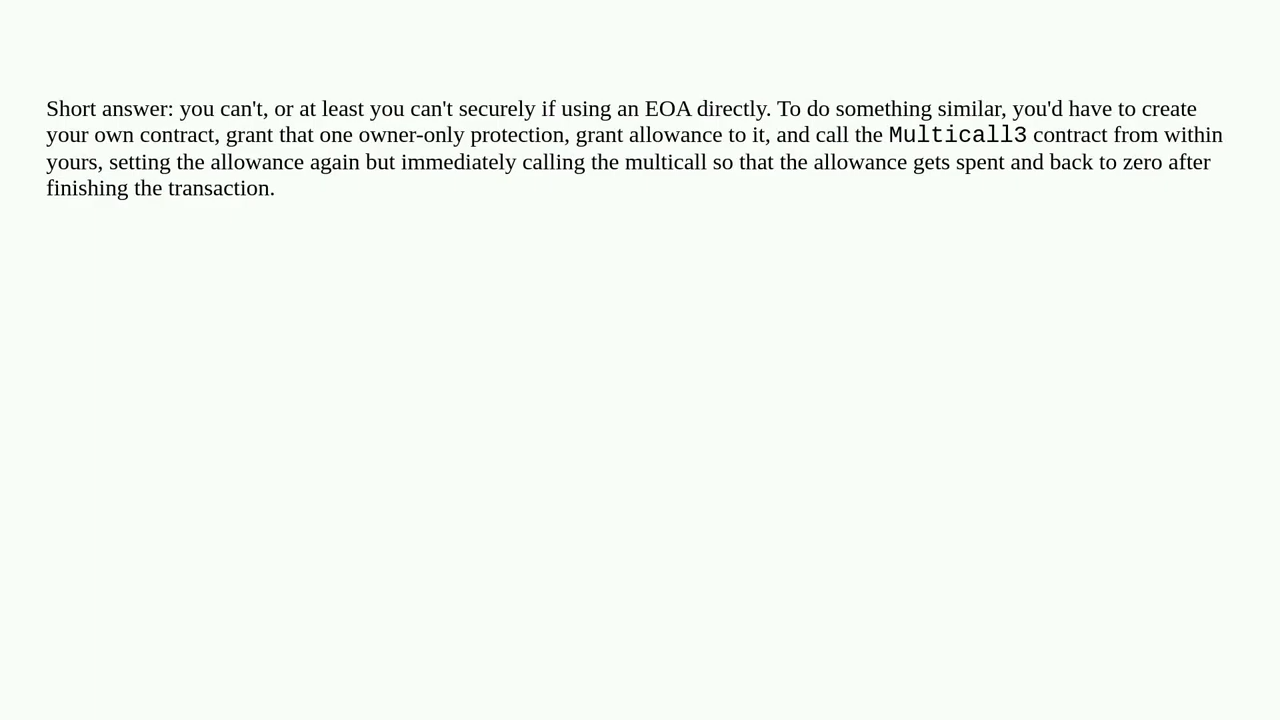 Short answer: you can't, or at least you can't securely if using an EOA directly. To do something similar, you'd have to create
your own contract, grant that one owner-only protection, grant allowance to it, and call the Multicall3 contract from within
yours, setting the allowance again but immediately calling the multicall so that the allowance gets spent and back to zero after
finishing the transaction.